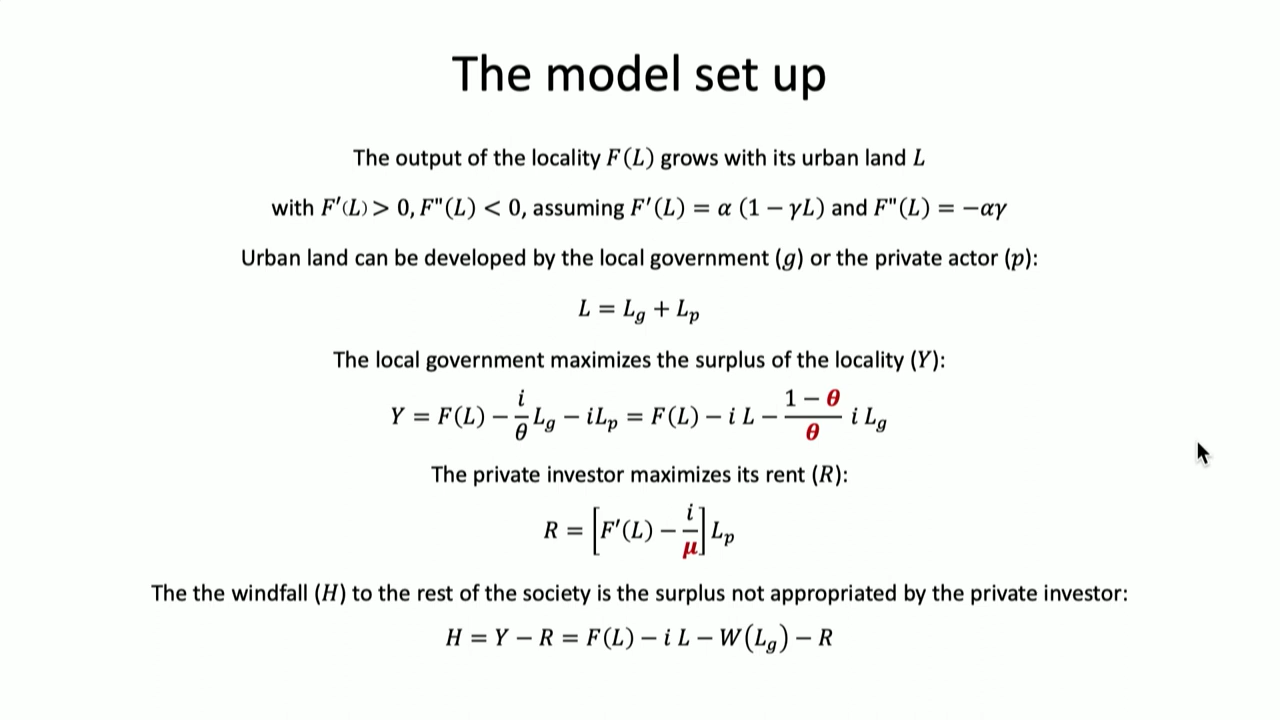 The model set up
The output of the locality F(L) grows with its urban land L
with F′(L) > 0, F"(L) < 0, assuming F′(L) = α (1 − γL) and F"(L) = −αγ
Urban land can be developed by the local government (g) or the private actor (p):
L = L_g + L_p
The local government maximizes the surplus of the locality (Y):
Y = F(L) − i/θ L_g − iL_p = F(L) − i L − (1 − θ)/θ i L_g
The private investor maximizes its rent (R):
R = [F′(L) − i/μ] L_p
The the windfall (H) to the rest of the society is the surplus not appropriated by the private investor:
H = Y − R = F(L) − i L − W(L_g) − R